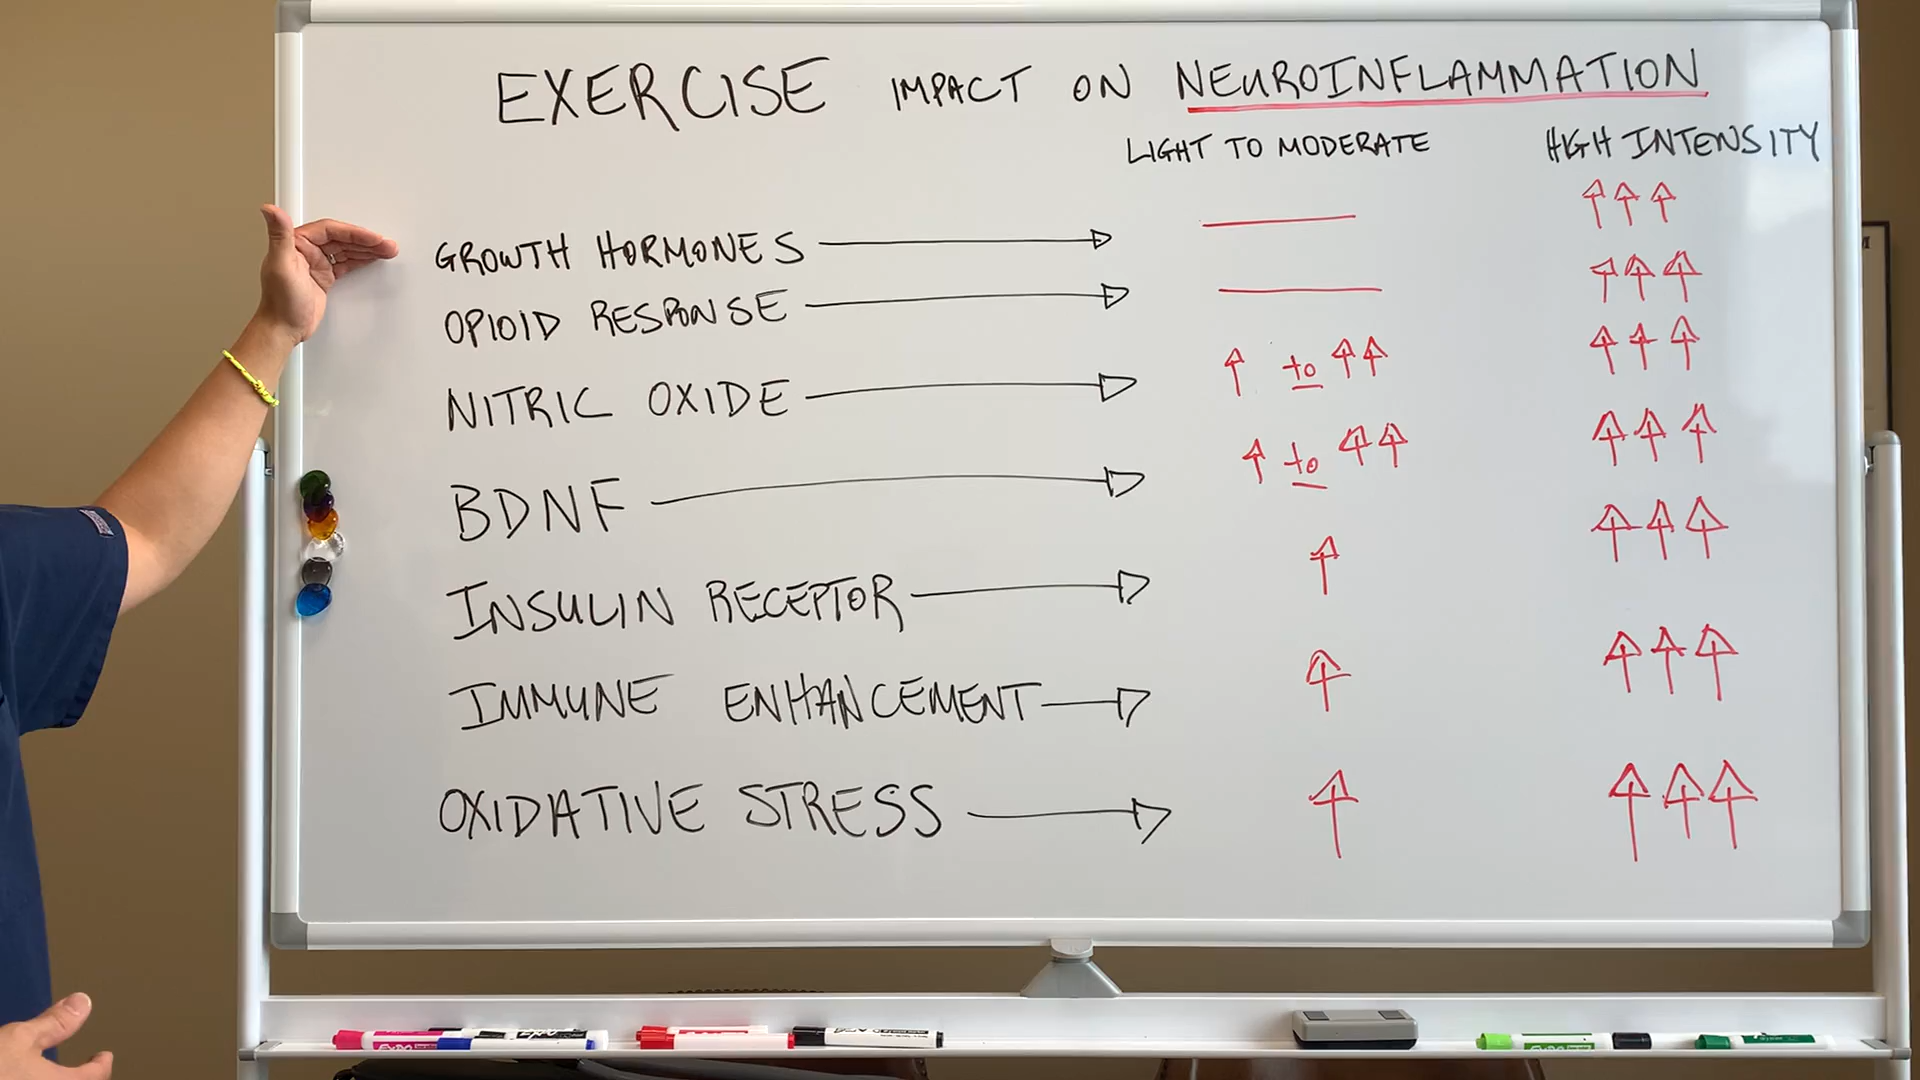 EXERCISE IMPACT ON NEUROINFLAMMATION
LIGHT TO MODERATE HIGH INTENSITY
GROWTH HORMONES → — ↑↑↑
OPIOID RESPONSE → — ↑↑↑
NITRIC OXIDE → ↑ to ↑↑ ↑↑↑
BDNF → ↑ to ↑↑ ↑↑↑
INSULIN RECEPTOR → ↑ ↑↑↑
IMMUNE ENHANCEMENT → ↑ ↑↑↑
OXIDATIVE STRESS → ↑ ↑↑↑
EXPO